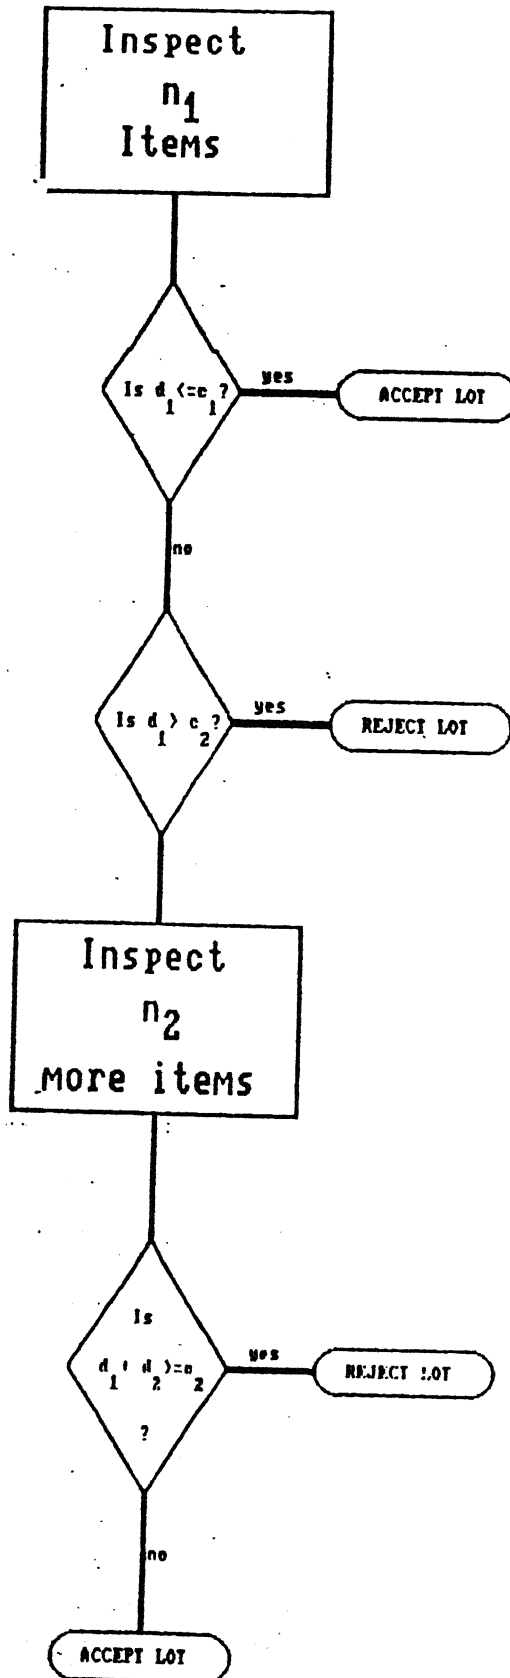 Inspect
n1
Items
Is d1<=c1?
yes
ACCEPT LOT
no
Is d1> c2?
yes
REJECT LOT
Inspect
n2
more items
Is
d1+ d2>=c2
yes
REJECT LOT
?
no
ACCEPT LOT